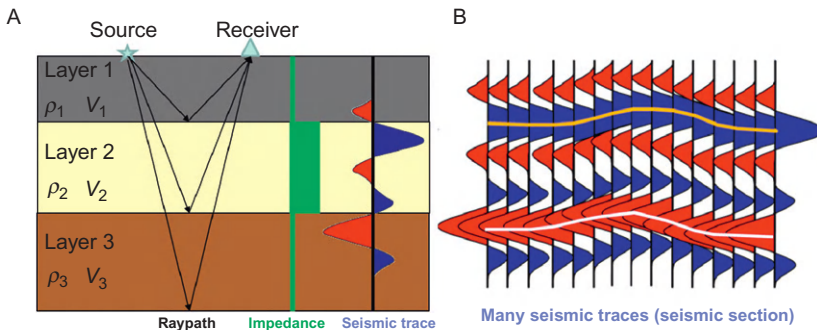 A
Source
Receiver
Layer 1
ρ1 V1
Layer 2
ρ2 V2
Layer 3
ρ3 V3
Raypath
Impedance
Seismic trace
B
Many seismic traces (seismic section)